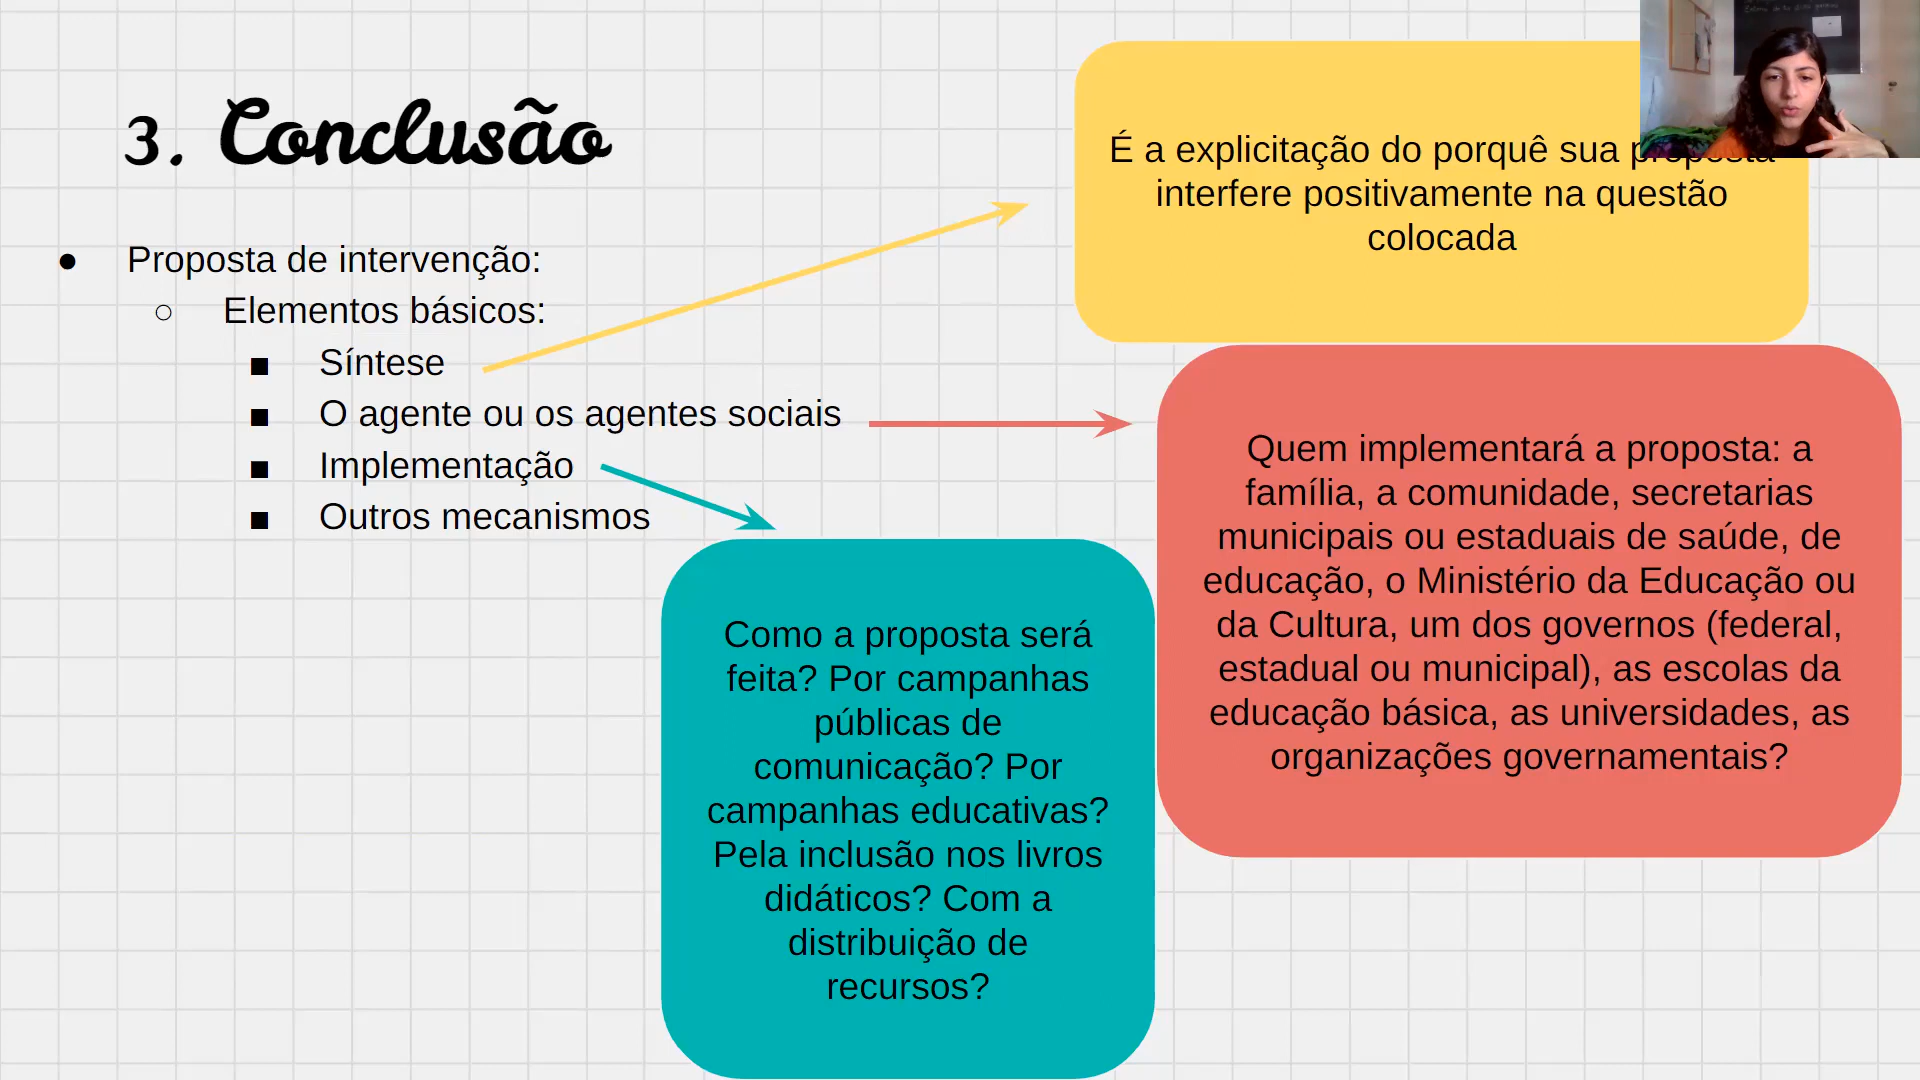 3. Conclusão
● Proposta de intervenção:
○ Elementos básicos:
■ Síntese
■ O agente ou os agentes sociais
■ Implementação
■ Outros mecanismos
É a explicitação do porquê sua proposta
interfere positivamente na questão
colocada
Quem implementará a proposta: a
família, a comunidade, secretarias
municipais ou estaduais de saúde, de
educação, o Ministério da Educação ou
da Cultura, um dos governos (federal,
estadual ou municipal), as escolas da
educação básica, as universidades, as
organizações governamentais?
Como a proposta será
feita? Por campanhas
públicas de
comunicação? Por
campanhas educativas?
Pela inclusão nos livros
didáticos? Com a
distribuição de
recursos?